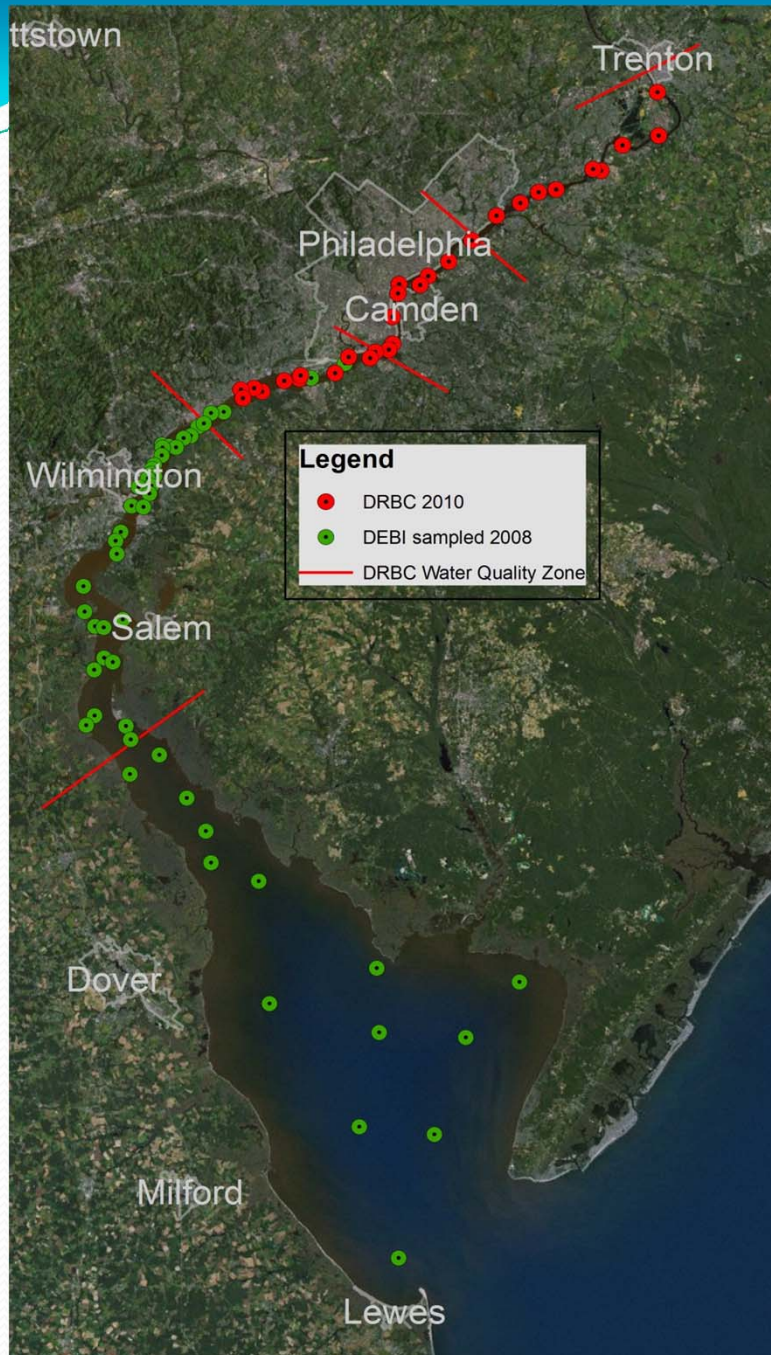 ttstown
Trenton
Philadelphia
Camden
Wilmington
Legend
DRBC 2010
DEBI sampled 2008
DRBC Water Quality Zone
Salem
Dover
Milford
Lewes